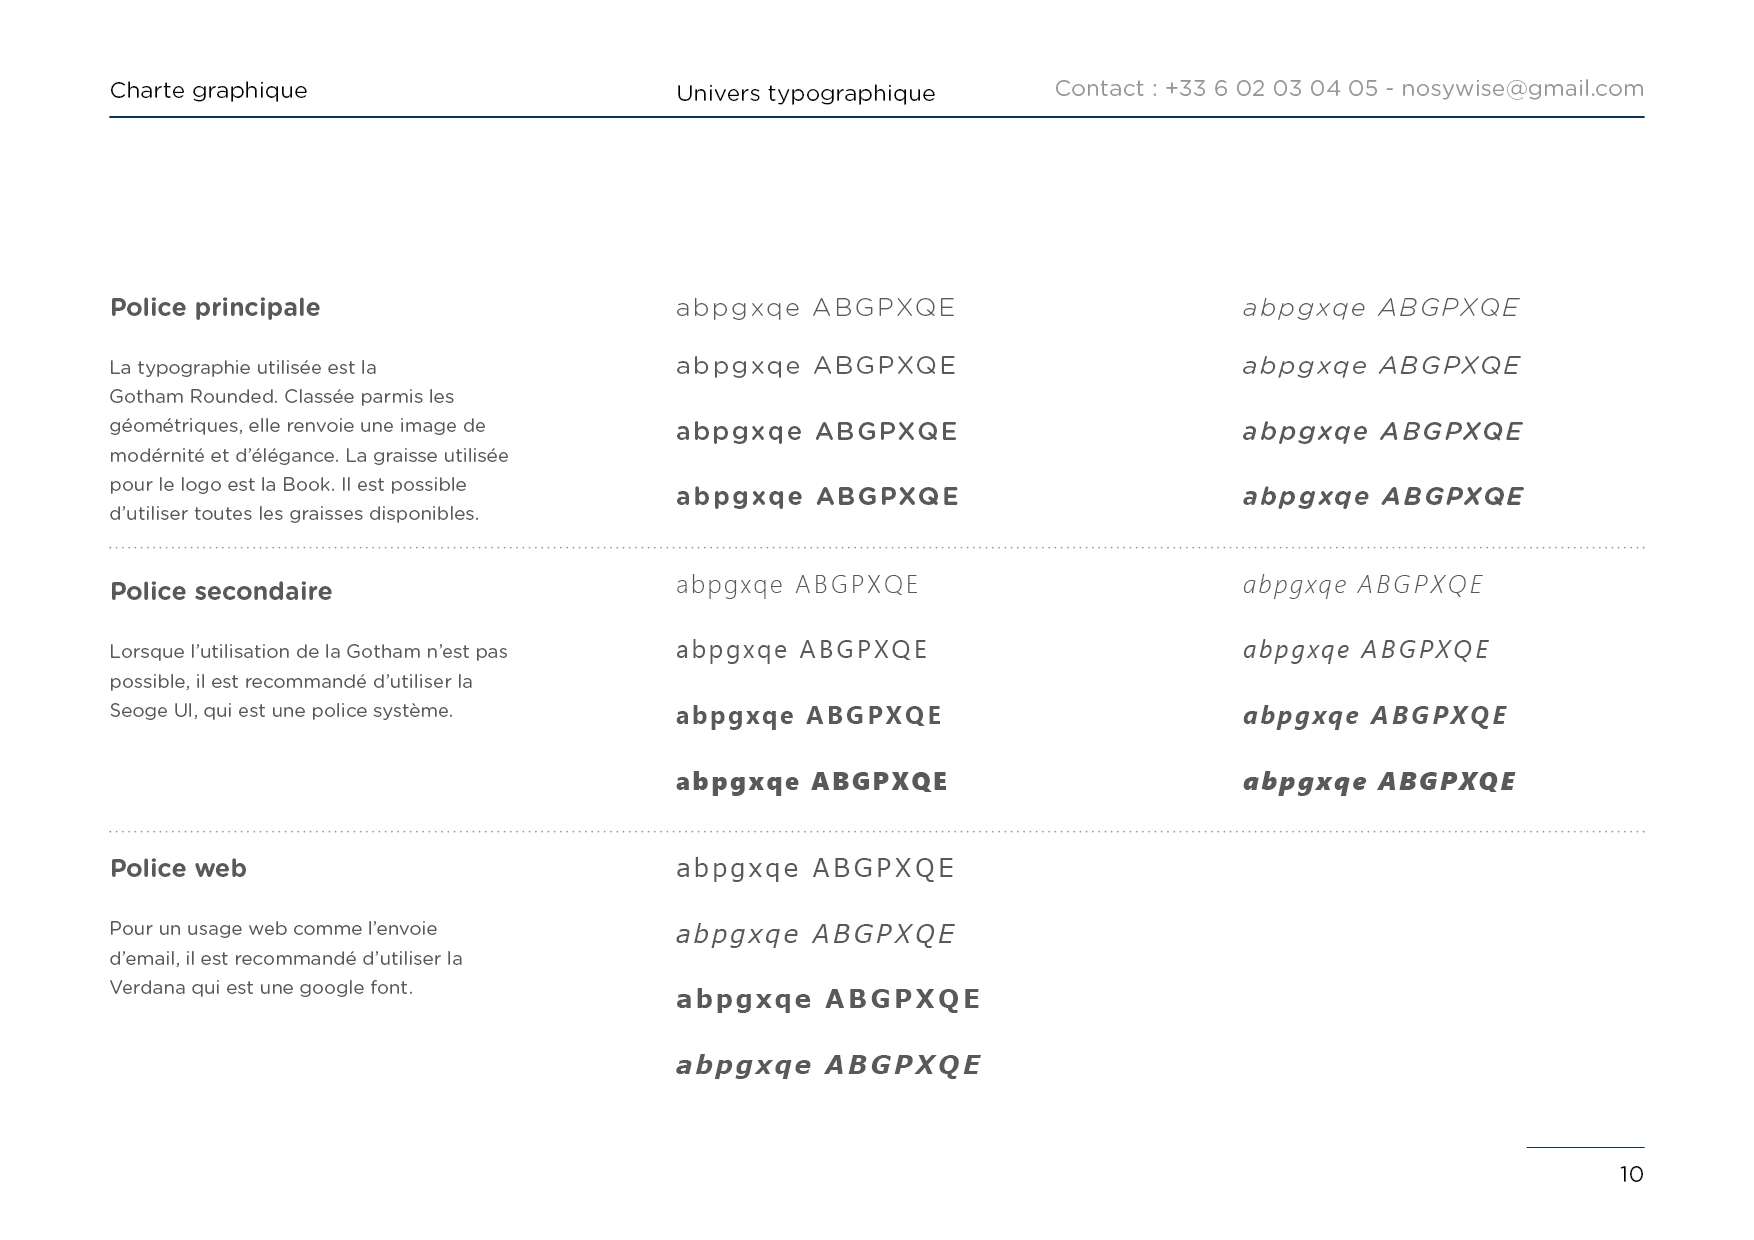 Charte graphique
Univers typographique
Contact : +33 6 02 03 04 05 - nosywise@gmail.com
Police principale
La typographie utilisée est la
Gotham Rounded. Classée parmis les
géométriques, elle renvoie une image de
modérnité et d’élégance. La graisse utilisée
pour le logo est la Book. Il est possible
d’utiliser toutes les graisses disponibles.
abpgxqe ABGPXQE
abpgxqe ABGPXQE
abpgxqe ABGPXQE
abpgxqe ABGPXQE
abpgxqe ABGPXQE
abpgxqe ABGPXQE
abpgxqe ABGPXQE
abpgxqe ABGPXQE
Police secondaire
Lorsque l’utilisation de la Gotham n’est pas
possible, il est recommandé d’utiliser la
Seoge UI, qui est une police système.
abpgxqe ABGPXQE
abpgxqe ABGPXQE
abpgxqe ABGPXQE
abpgxqe ABGPXQE
abpgxqe ABGPXQE
abpgxqe ABGPXQE
abpgxqe ABGPXQE
abpgxqe ABGPXQE
Police web
Pour un usage web comme l’envoie
d’email, il est recommandé d’utiliser la
Verdana qui est une google font.
abpgxqe ABGPXQE
abpgxqe ABGPXQE
abpgxqe ABGPXQE
abpgxqe ABGPXQE
10